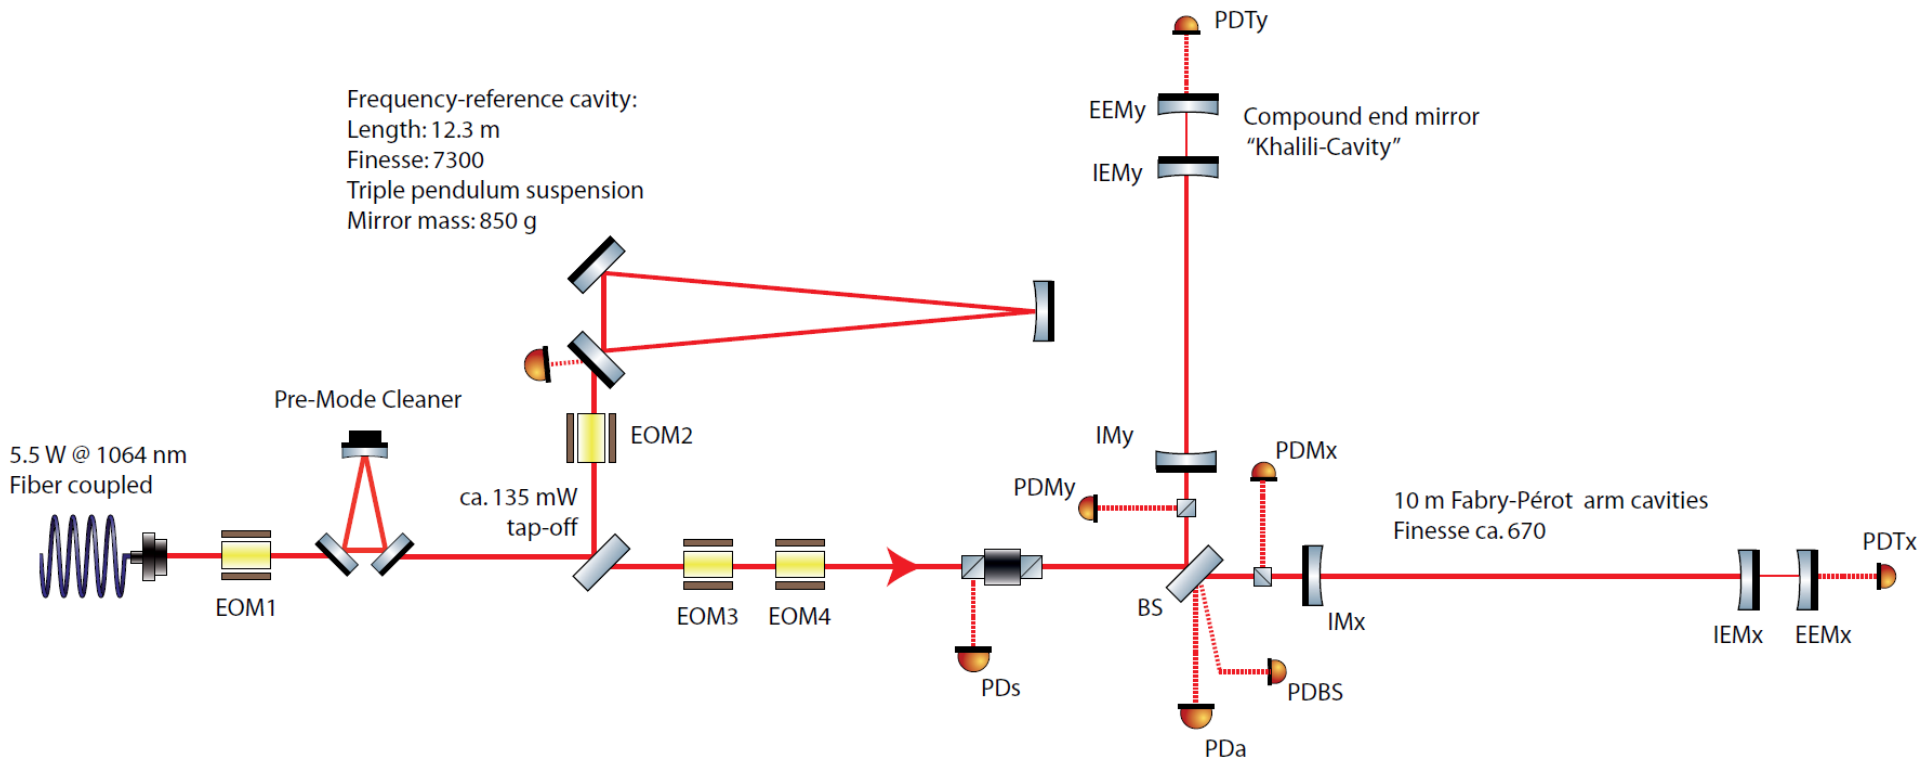 PDTy
Frequency-reference cavity:
Length: 12.3 m
Finesse: 7300
Triple pendulum suspension
Mirror mass: 850 g
EEMy
Compound end mirror
“Khalili-Cavity”
IEMy
Pre-Mode Cleaner
5.5 W @ 1064 nm
Fiber coupled
EOM2
ca. 135 mW
tap-off
IMy
PDMx
PDMy
10 m Fabry-Pérot arm cavities
Finesse ca. 670
PDTx
EOM1
EOM3
EOM4
BS
IMx
IEMx
EEMx
PDs
PDBS
PDa